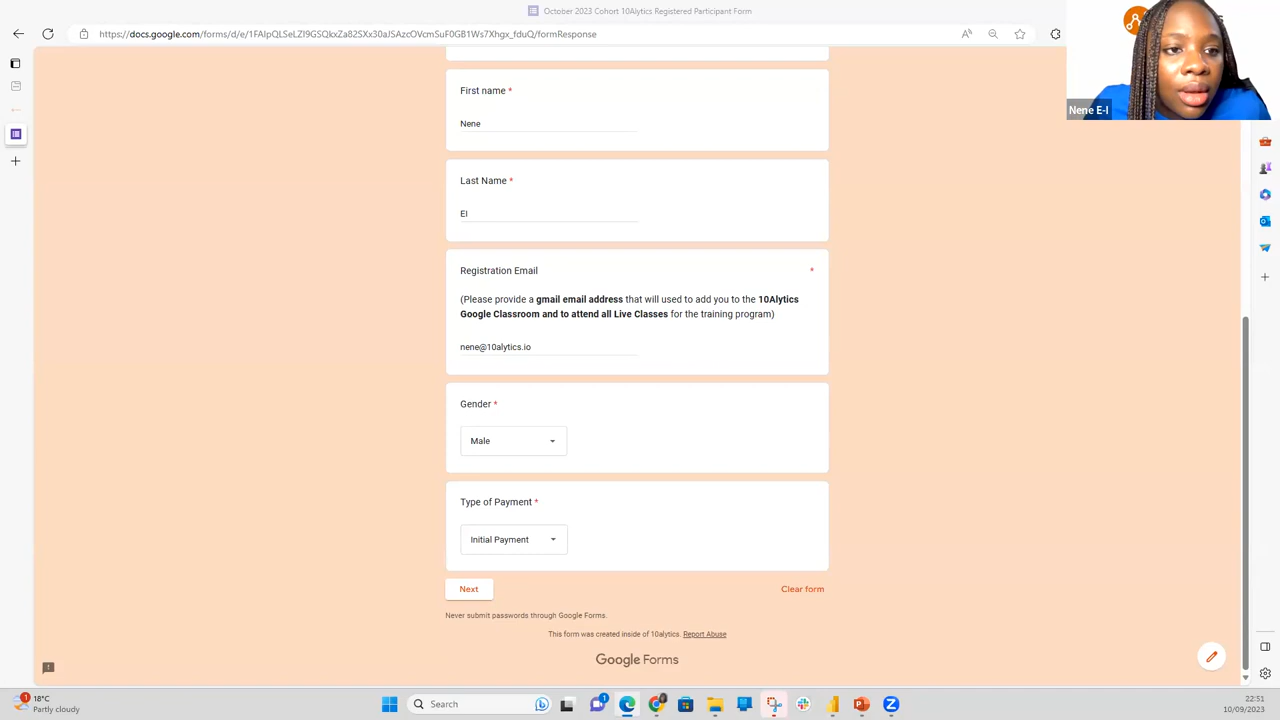 October 2023 Cohort 10Alytics Registered Participant Form
https://docs.google.com/forms/d/e/1FAIpQLSeLZI9GSQkxZa82SXx30aJSAzcOVcmSuF0GB1Ws7Xhgx_fduQ/formResponse
First name *
Nene
Last Name *
EI
Registration Email *
(Please provide a gmail email address that will used to add you to the 10Alytics
Google Classroom and to attend all Live Classes for the training program)
nene@10alytics.io
Gender *
Male
Type of Payment *
Initial Payment
Next
Clear form
Never submit passwords through Google Forms.
This form was created inside of 10alytics. Report Abuse
Google Forms
Nene E-I
1
18°C
Partly cloudy
Search
1
22:51
10/09/2023